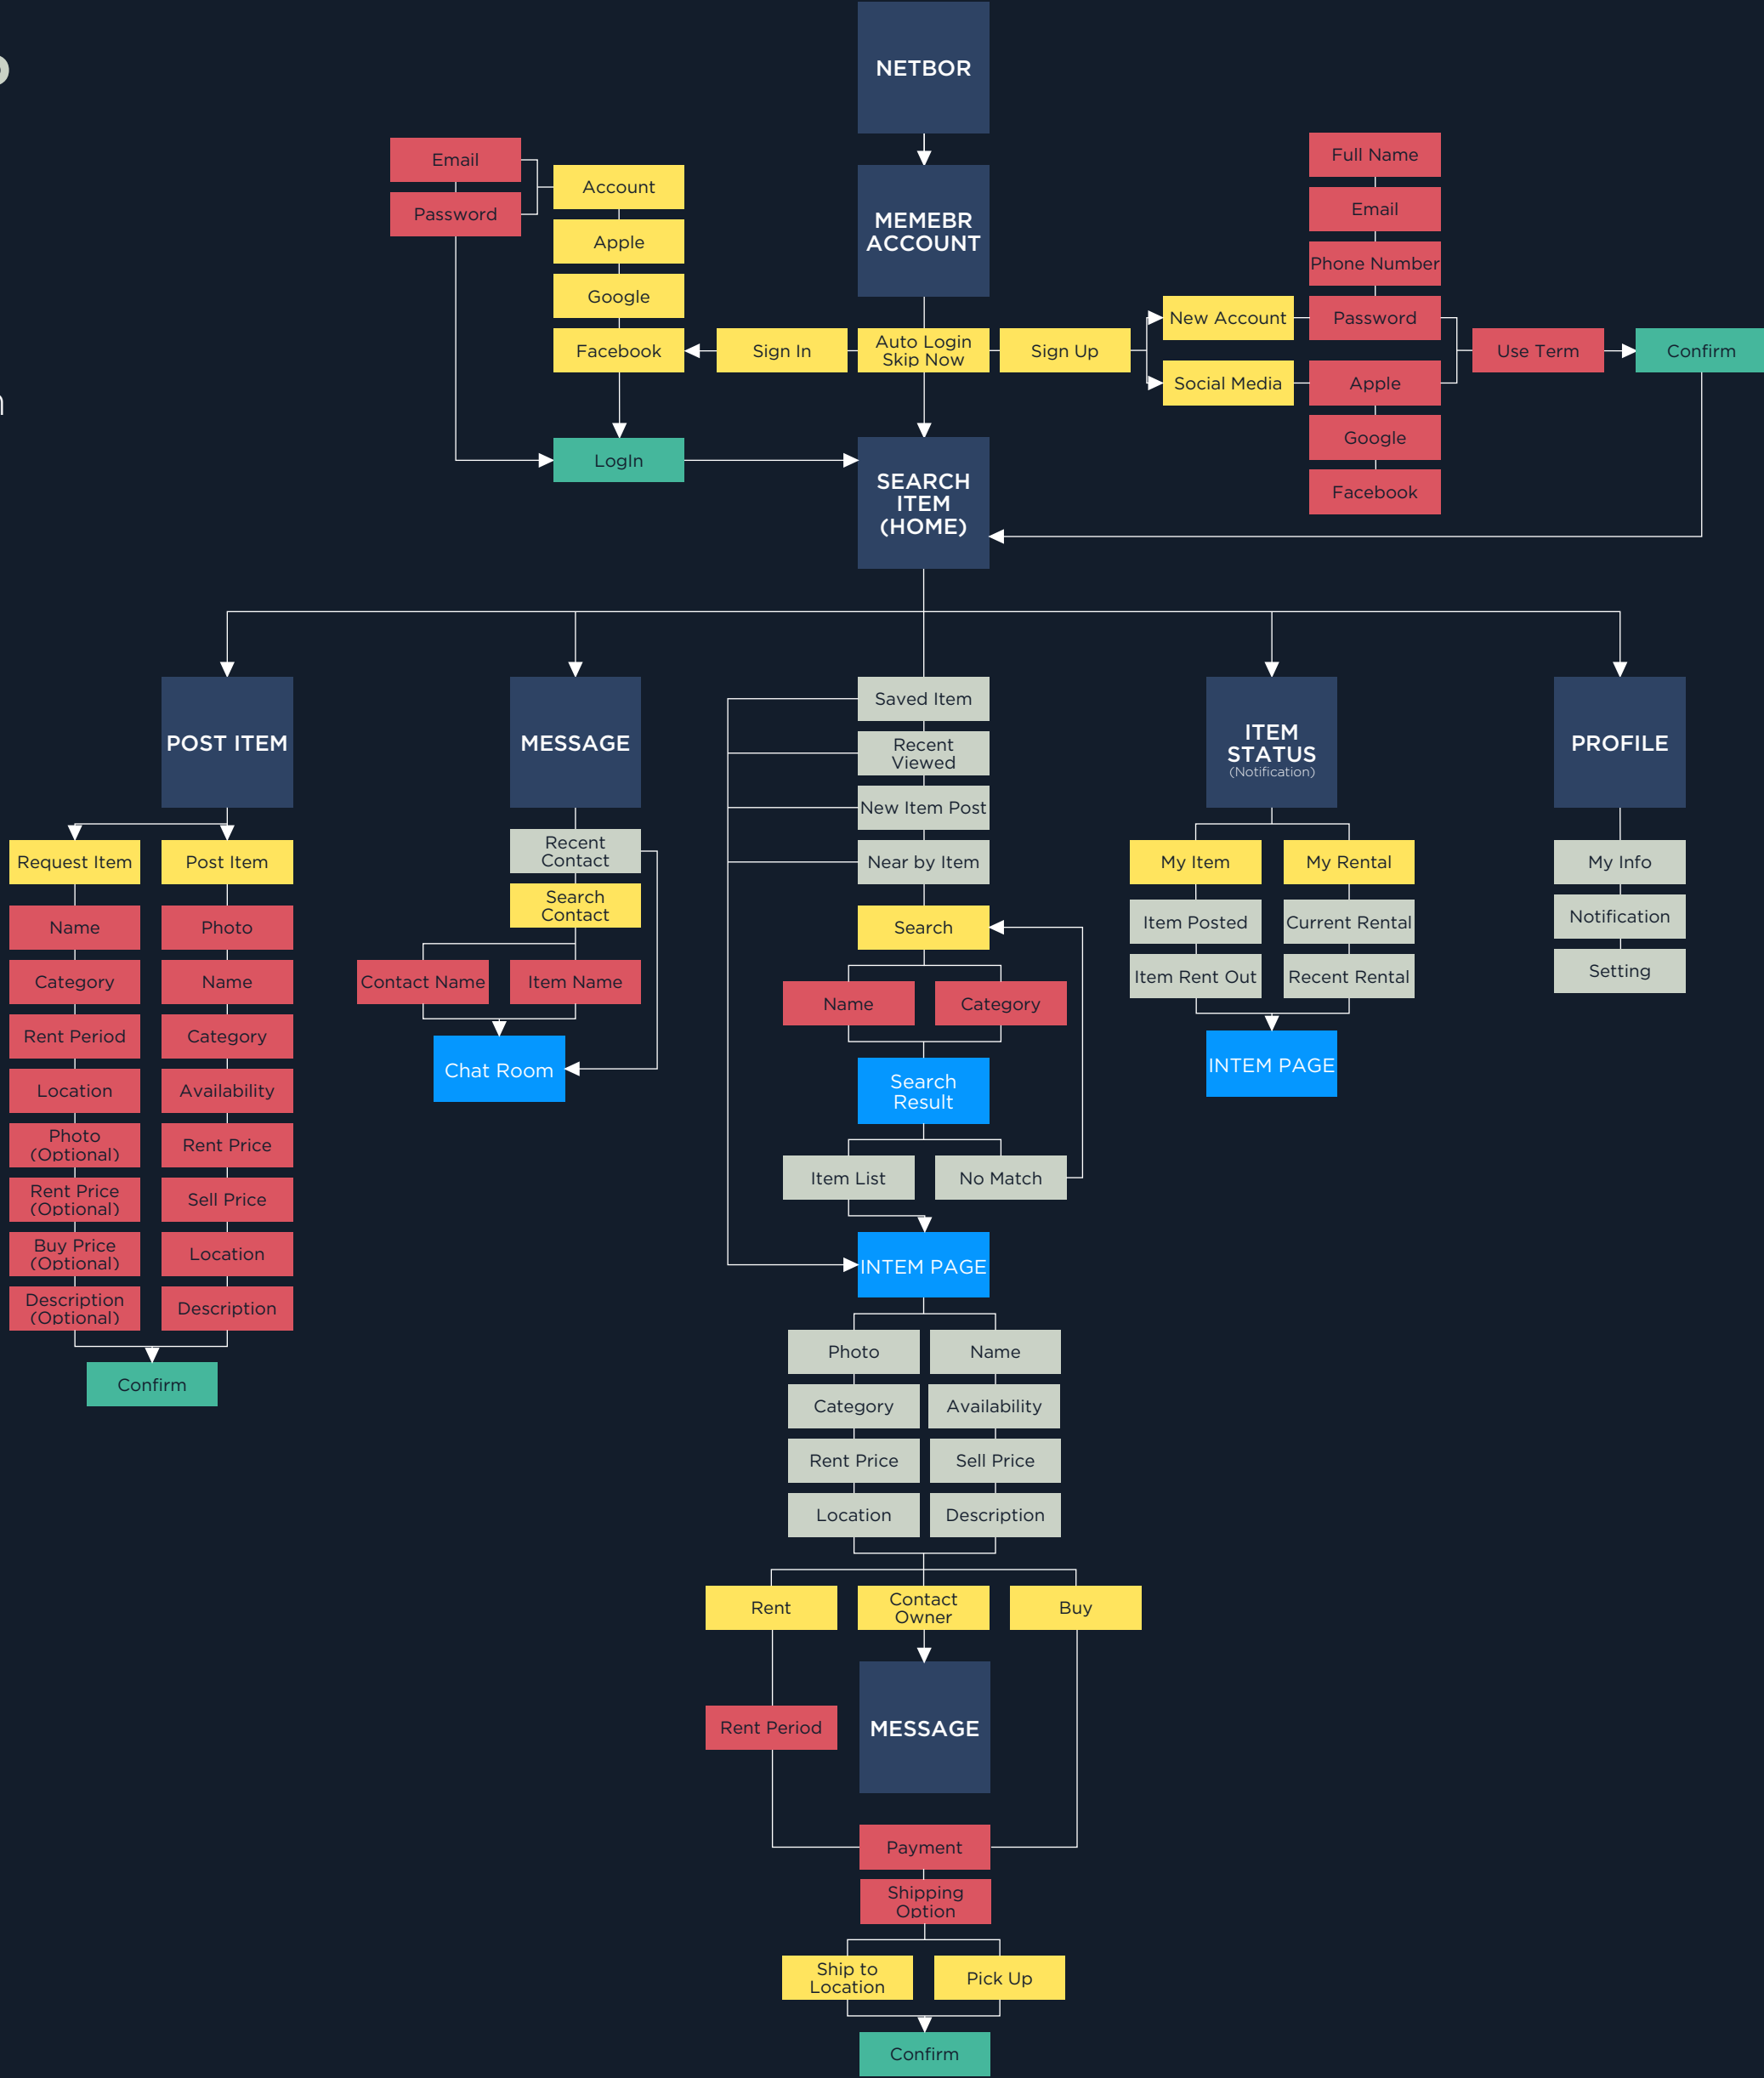 NETBOR
MEMEBR
ACCOUNT
Email
Password
Account
Apple
Google
Facebook
Sign In
Auto Login
Skip Now
Sign Up
New Account
Social Media
Full Name
Email
Phone Number
Password
Apple
Google
Facebook
Use Term
Confirm
LogIn
SEARCH
ITEM
(HOME)
POST ITEM
Request Item
Name
Category
Rent Period
Location
Photo
(Optional)
Rent Price
(Optional)
Buy Price
(Optional)
Description
(Optional)
Post Item
Photo
Name
Category
Availability
Rent Price
Sell Price
Location
Description
Confirm
MESSAGE
Recent
Contact
Search
Contact
Contact Name
Item Name
Chat Room
Saved Item
Recent
Viewed
New Item Post
Near by Item
Search
Name
Category
Search
Result
Item List
No Match
INTEM PAGE
Photo
Name
Category
Availability
Rent Price
Sell Price
Location
Description
Rent
Contact
Owner
Buy
Rent Period
MESSAGE
Payment
Shipping
Option
Ship to
Location
Pick Up
Confirm
ITEM
STATUS
(Notification)
My Item
Item Posted
Item Rent Out
My Rental
Current Rental
Recent Rental
INTEM PAGE
PROFILE
My Info
Notification
Setting